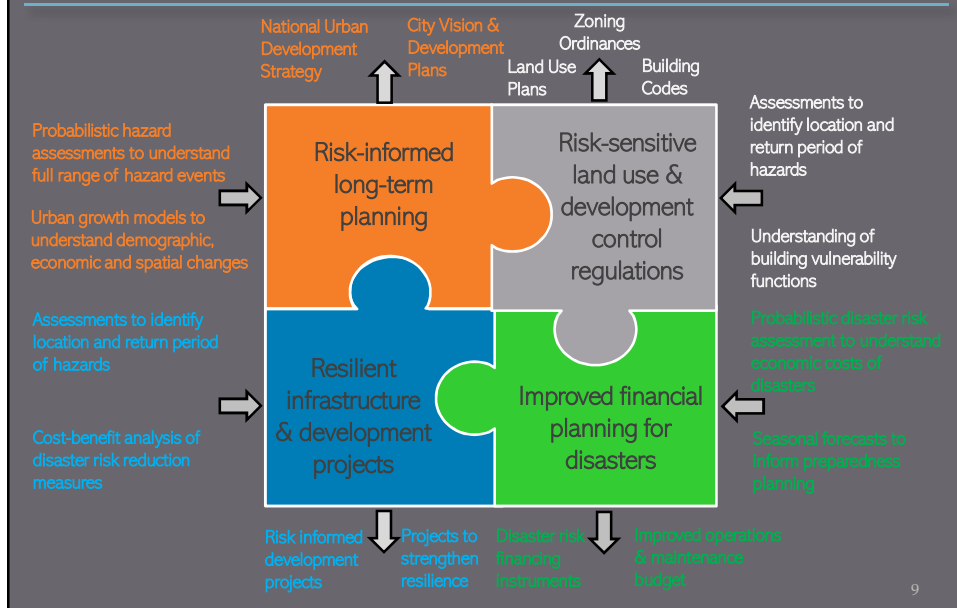 National Urban
Development
Strategy
City Vision &
Development
Plans
Zoning
Ordinances
Land Use
Plans
Building
Codes
Probabilistic hazard
assessments to understand
full range of hazard events
Urban growth models to
understand demographic,
economic and spatial changes
Risk-informed
long-term
planning
Risk-sensitive
land use &
development
control
regulations
Assessments to
identify location and
return period of
hazards
Understanding of
building vulnerability
functions
Assessments to identify
location and return period
of hazards
Cost-benefit analysis of
disaster risk reduction
measures
Resilient
infrastructure
& development
projects
Improved financial
planning for
disasters
Probabilistic disaster risk
assessment to understand
economic costs of
disasters
Seasonal forecasts to
Inform preparedness
planning
Risk informed
development
projects
Projects to
strengthen
resilience
Disaster risk
financing
instruments
Improved operations
& maintenance
budget
9